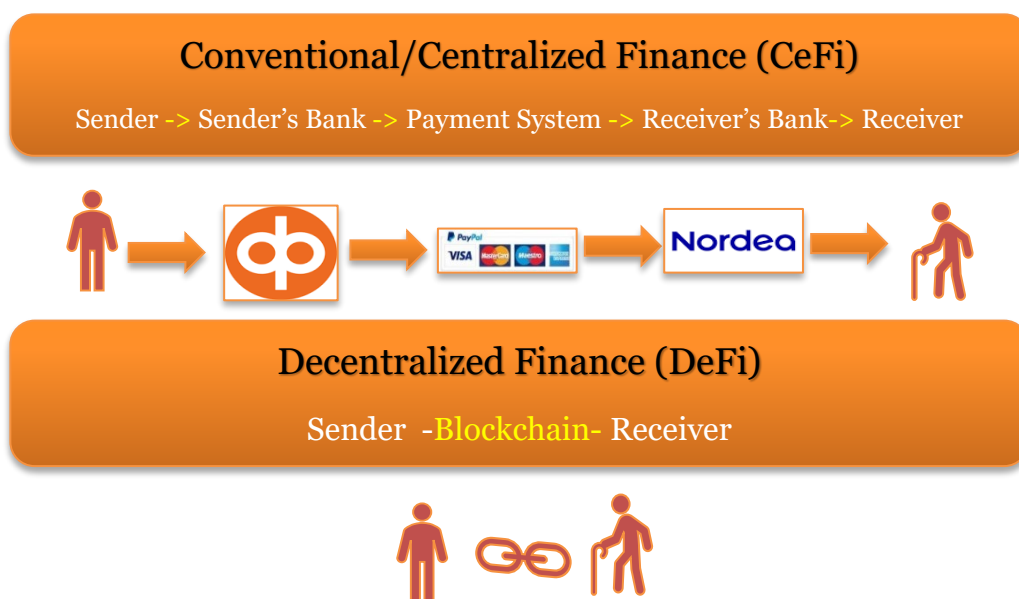 Conventional/Centralized Finance (CeFi)
Sender -> Sender’s Bank -> Payment System -> Receiver’s Bank-> Receiver
PayPal
VISA MasterCard Maestro
Nordea
Decentralized Finance (DeFi)
Sender -Blockchain- Receiver